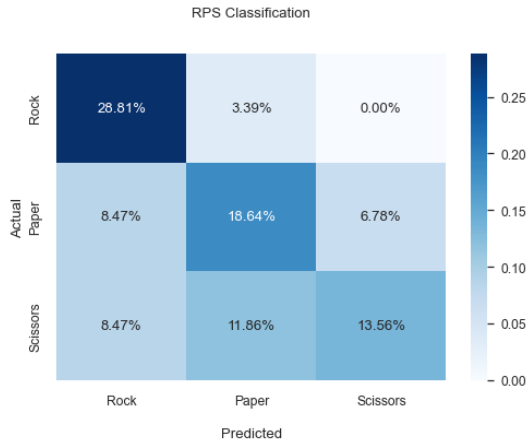 RPS Classification
Rock 28.81% 3.39% 0.00%
Actual
Paper 8.47% 18.64% 6.78%
Scissors 8.47% 11.86% 13.56%
Rock Paper Scissors
Predicted
0.25
0.20
0.15
0.10
0.05
0.00